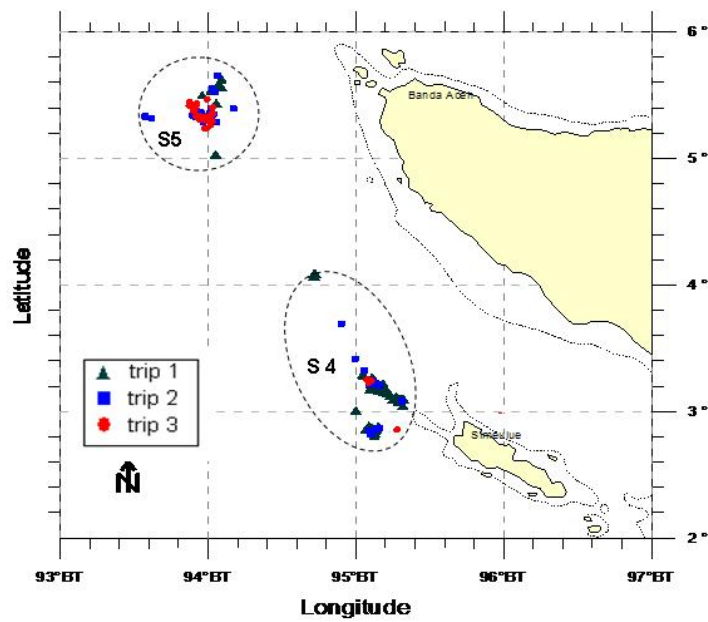 6°
Banda Aceh
S5
5°
Latitude
4°
S 4
trip 1
trip 2
trip 3
3°
Simeulue
N
2°
93°BT 94°BT 95°BT 96°BT 97°BT
Longitude